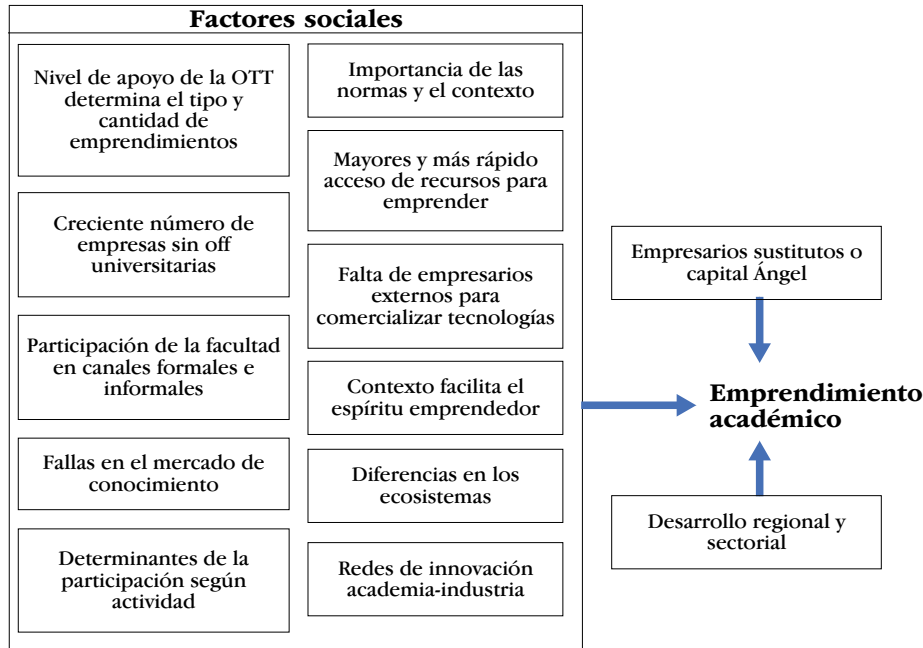 Factores sociales
Nivel de apoyo de la OTT
determina el tipo y
cantidad de
emprendimientos
Creciente número de
empresas sin off
universitarias
Participación de la facultad
en canales formales e
informales
Fallas en el mercado de
conocimiento
Determinantes de la
participación según
actividad
Importancia de las
normas y el contexto
Mayores y más rápido
acceso de recursos para
emprender
Falta de empresarios
externos para
comercializar tecnologías
Contexto facilita el
espíritu emprendedor
Diferencias en los
ecosistemas
Redes de innovación
academia-industria
Empresarios sustitutos o
capital Ángel
Emprendimiento
académico
Desarrollo regional y
sectorial